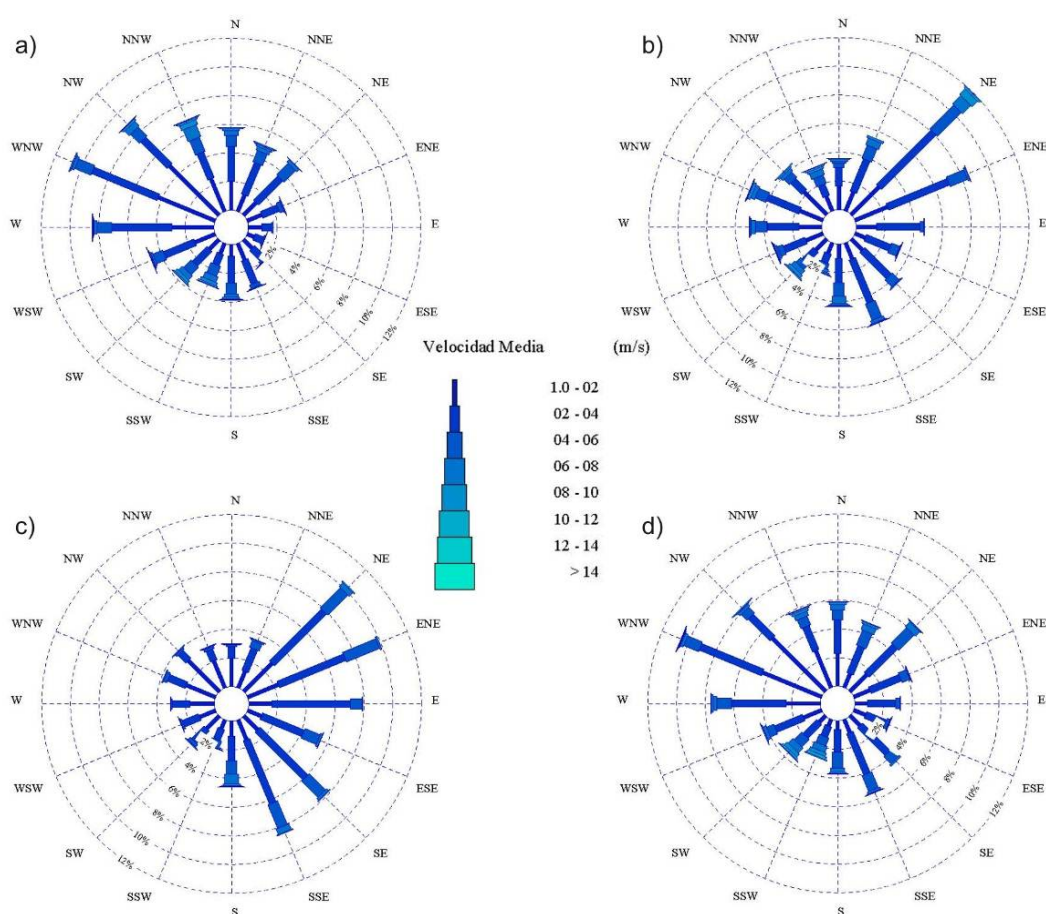 a)
N
NNE
NE
ENE
E
ESE
SE
SSE
S
SSW
SW
WSW
W
WNW
NW
NNW
2%
4%
6%
8%
10%
12%
b)
N
NNE
NE
ENE
E
ESE
SE
SSE
S
SSW
SW
WSW
W
WNW
NW
NNW
2%
4%
6%
8%
10%
12%
Velocidad Media (m/s)
1.0 - 02
02 - 04
04 - 06
06 - 08
08 - 10
10 - 12
12 - 14
> 14
c)
N
NNE
NE
ENE
E
ESE
SE
SSE
S
SSW
SW
WSW
W
WNW
NW
NNW
2%
4%
6%
8%
10%
12%
d)
N
NNE
NE
ENE
E
ESE
SE
SSE
S
SSW
SW
WSW
W
WNW
NW
NNW
2%
4%
6%
8%
10%
12%